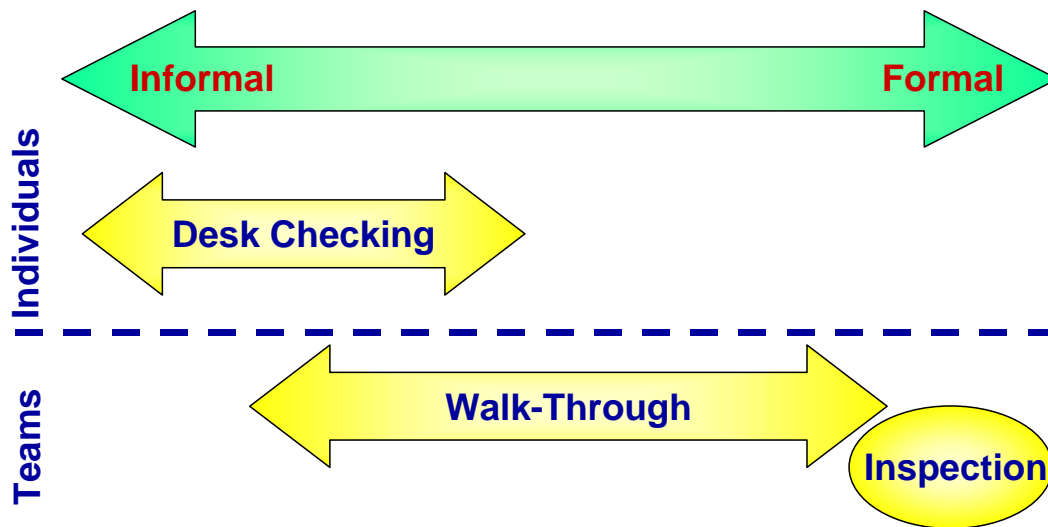 Informal
Formal
Individuals
Desk Checking
Teams
Walk-Through
Inspection